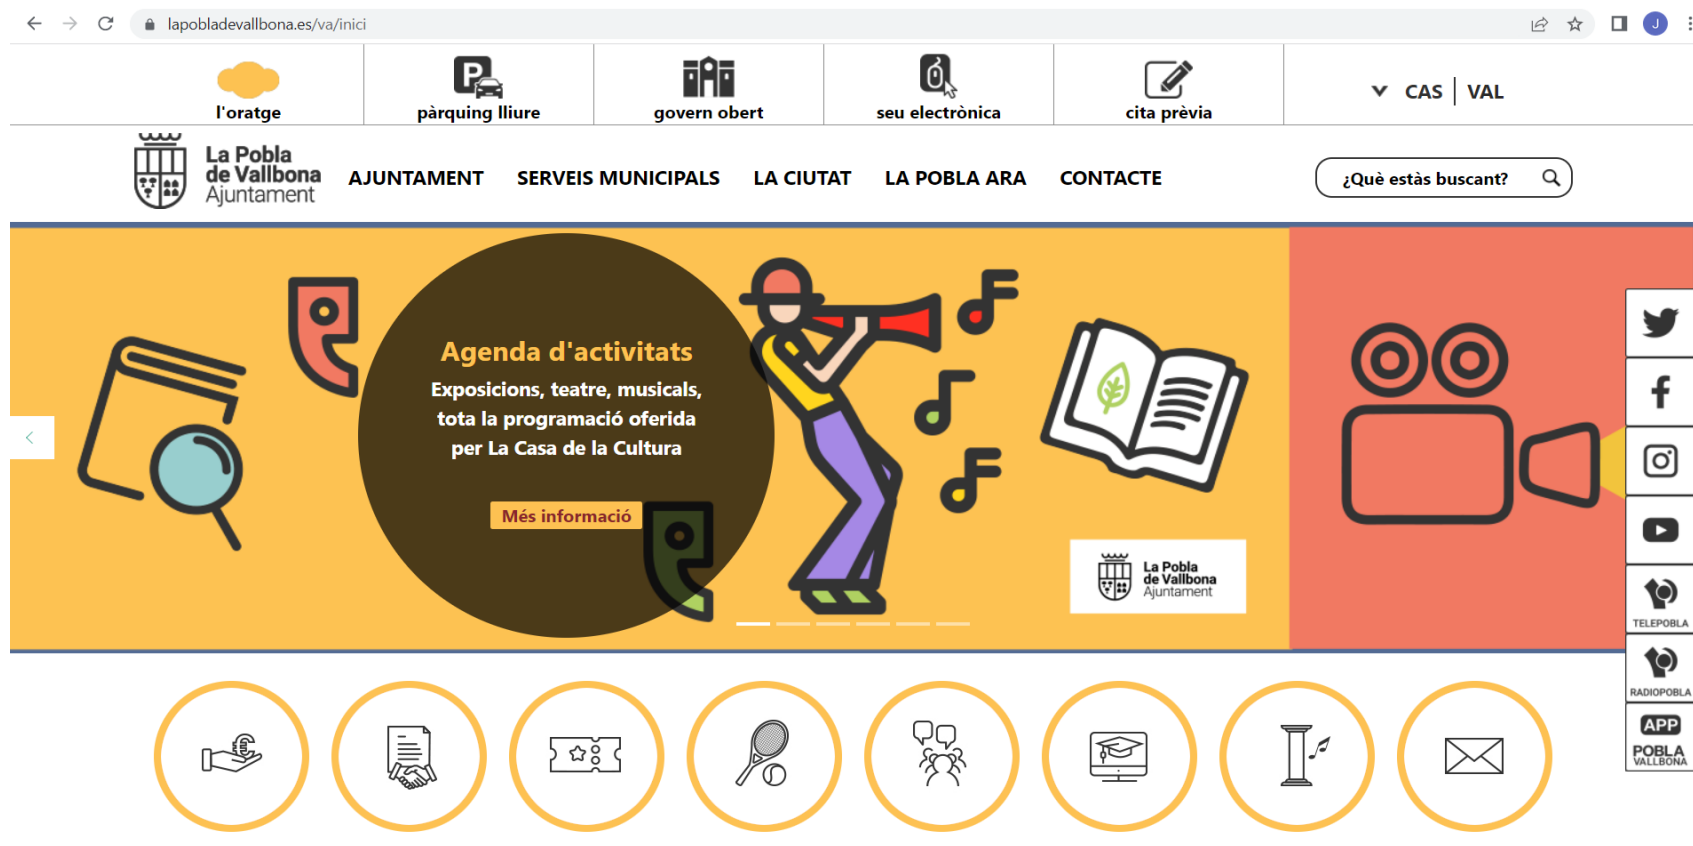 lapobladevallbona.es/va/inici
J
l'oratge
pàrquing lliure
govern obert
seu electrònica
cita prèvia
CAS | VAL
La Pobla
de Vallbona
Ajuntament
AJUNTAMENT
SERVEIS MUNICIPALS
LA CIUTAT
LA POBLA ARA
CONTACTE
¿Què estàs buscant?
Agenda d'activitats
Exposicions, teatre, musicals,
tota la programació oferida
per La Casa de la Cultura
Més informació
La Pobla
de Vallbona
Ajuntament
TELEPOBLA
RADIOPOBLA
APP
POBLA
VALLBONA